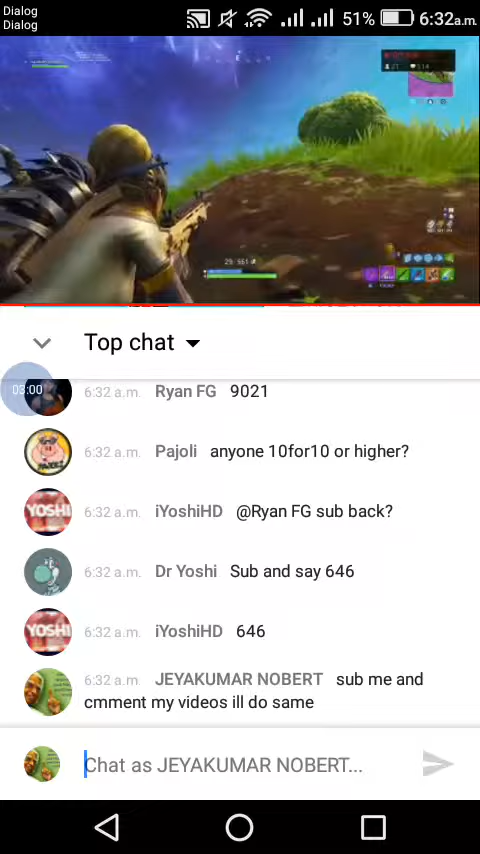 Dialog
Dialog
51% 6:32a.m.
E
Top chat
03:00
6:32 a.m. Ryan FG 9021
6:32 a.m. Pajoli anyone 10for10 or higher?
YOSHI 6:32 a.m. iYoshiHD @Ryan FG sub back?
6:32 a.m. Dr Yoshi Sub and say 646
YOSHI 6:32 a.m. iYoshiHD 646
6:32 a.m. JEYAKUMAR NOBERT sub me and
cmment my videos ill do same
Chat as JEYAKUMAR NOBERT...